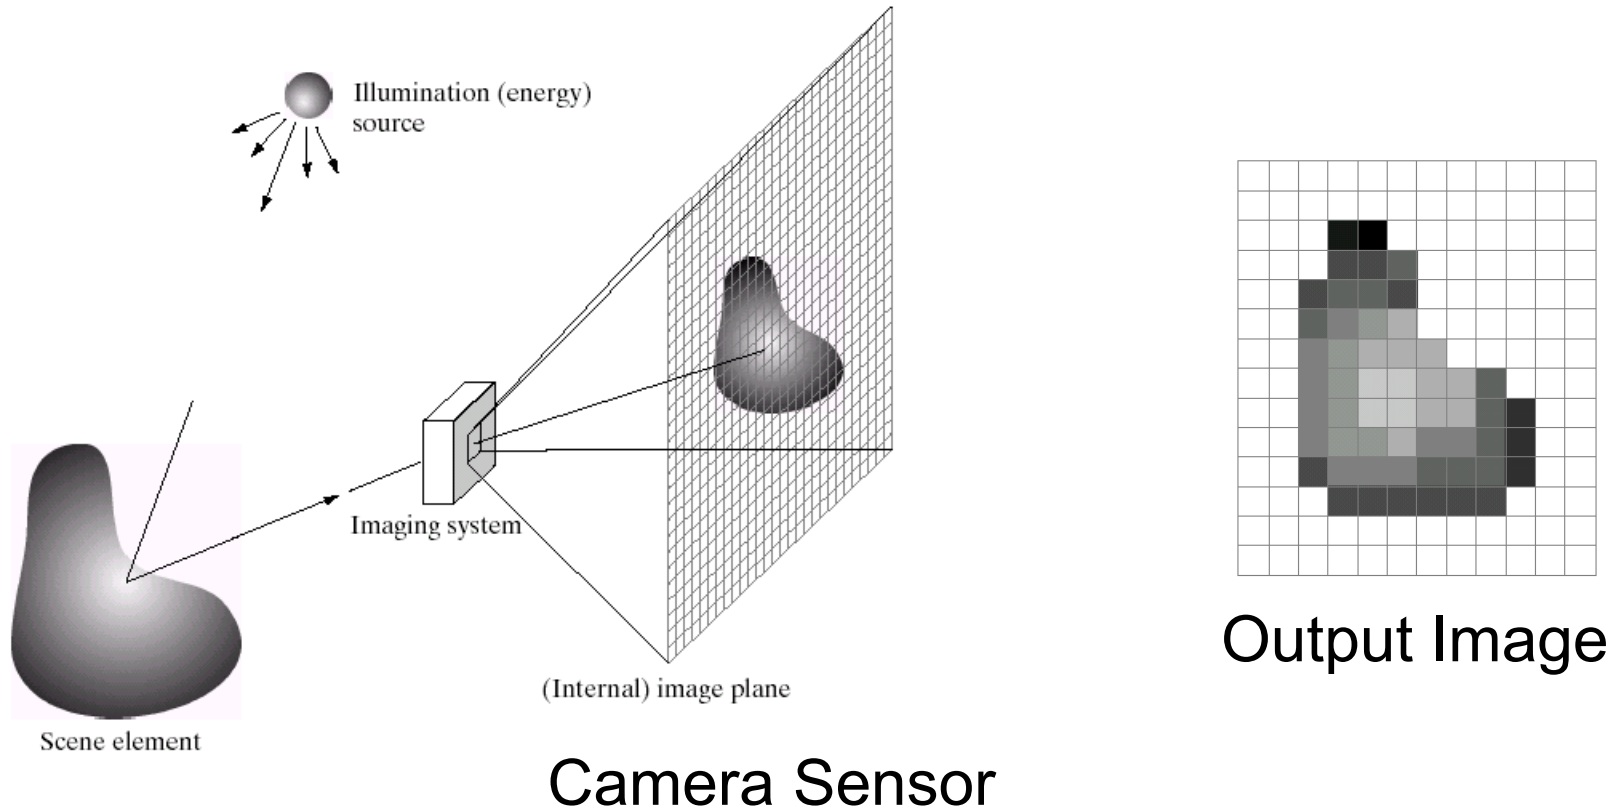 Illumination (energy)
source
Imaging system
(Internal) image plane
Scene element
Camera Sensor
Output Image